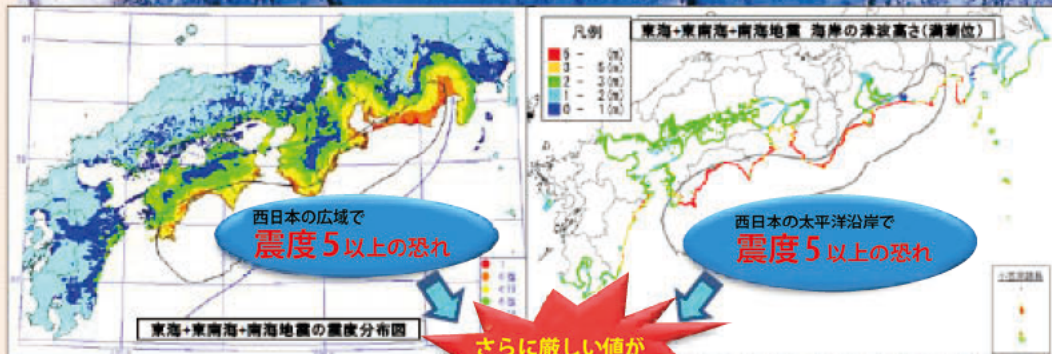 東海+東南海+南海地震 海岸の津波高さ(満潮位)
凡例
5 - (m)
3 - 5(m)
2 - 3(m)
1 - 2(m)
0 - 1(m)
西日本の広域で
震度5以上の恐れ
西日本の太平洋沿岸で
震度5以上の恐れ
東海+東南海+南海地震の震度分布図
さらに厳しい値が